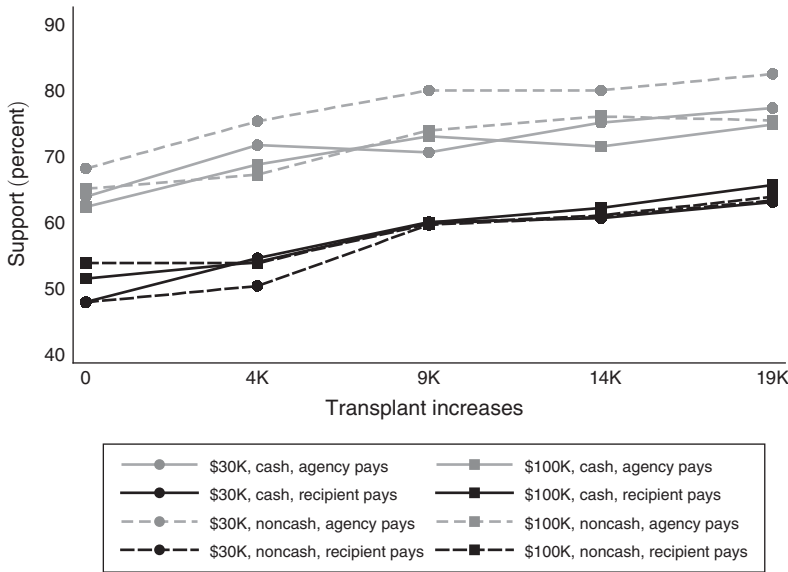 90
80
70
60
50
40
Support (percent)
0 4K 9K 14K 19K
Transplant increases
$30K, cash, agency pays
$100K, cash, agency pays
$30K, cash, recipient pays
$100K, cash, recipient pays
$30K, noncash, agency pays
$100K, noncash, agency pays
$30K, noncash, recipient pays
$100K, noncash, recipient pays